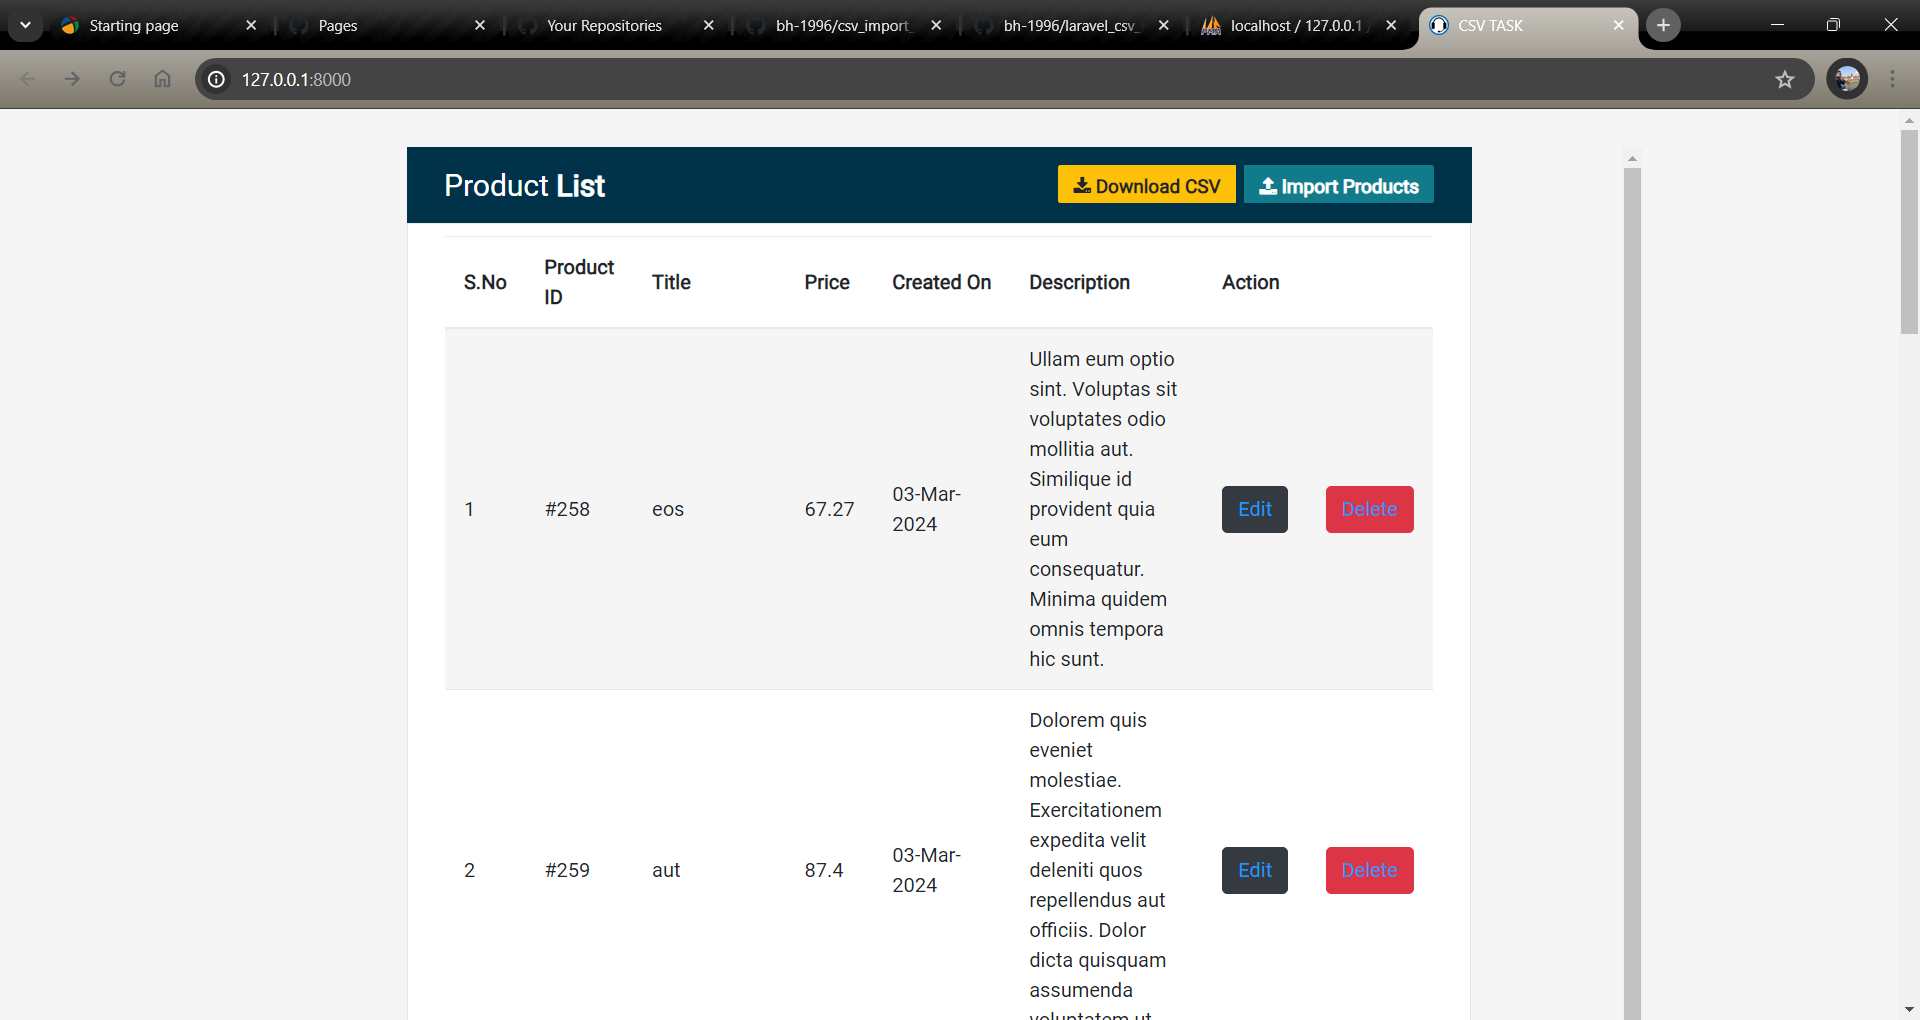 Starting page
Pages
Your Repositories
bh-1996/csv_import_
bh-1996/laravel_csv_
localhost / 127.0.0.1 /
CSV TASK
127.0.0.1:8000
Product List
Download CSV
Import Products
S.No
Product
ID
Title
Price
Created On
Description
Action
1
#258
eos
67.27
03-Mar-
2024
Ullam eum optio
sint. Voluptas sit
voluptates odio
mollitia aut.
Similique id
provident quia
eum
consequatur.
Minima quidem
omnis tempora
hic sunt.
Edit
Delete
2
#259
aut
87.4
03-Mar-
2024
Dolorem quis
eveniet
molestiae.
Exercitationem
expedita velit
deleniti quos
repellendus aut
officiis. Dolor
dicta quisquam
assumenda
voluptatem ut
Edit
Delete